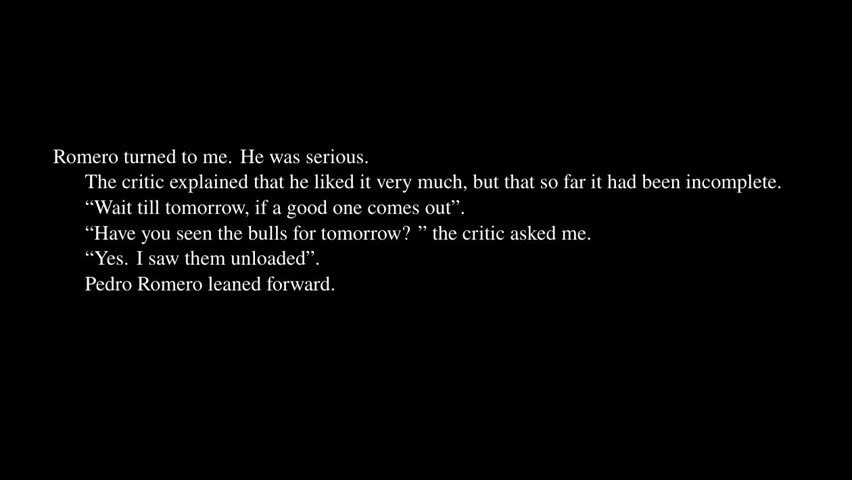 Romero turned to me. He was serious.
The critic explained that he liked it very much, but that so far it had been incomplete.
“Wait till tomorrow, if a good one comes out”.
“Have you seen the bulls for tomorrow? ” the critic asked me.
“Yes. I saw them unloaded”.
Pedro Romero leaned forward.